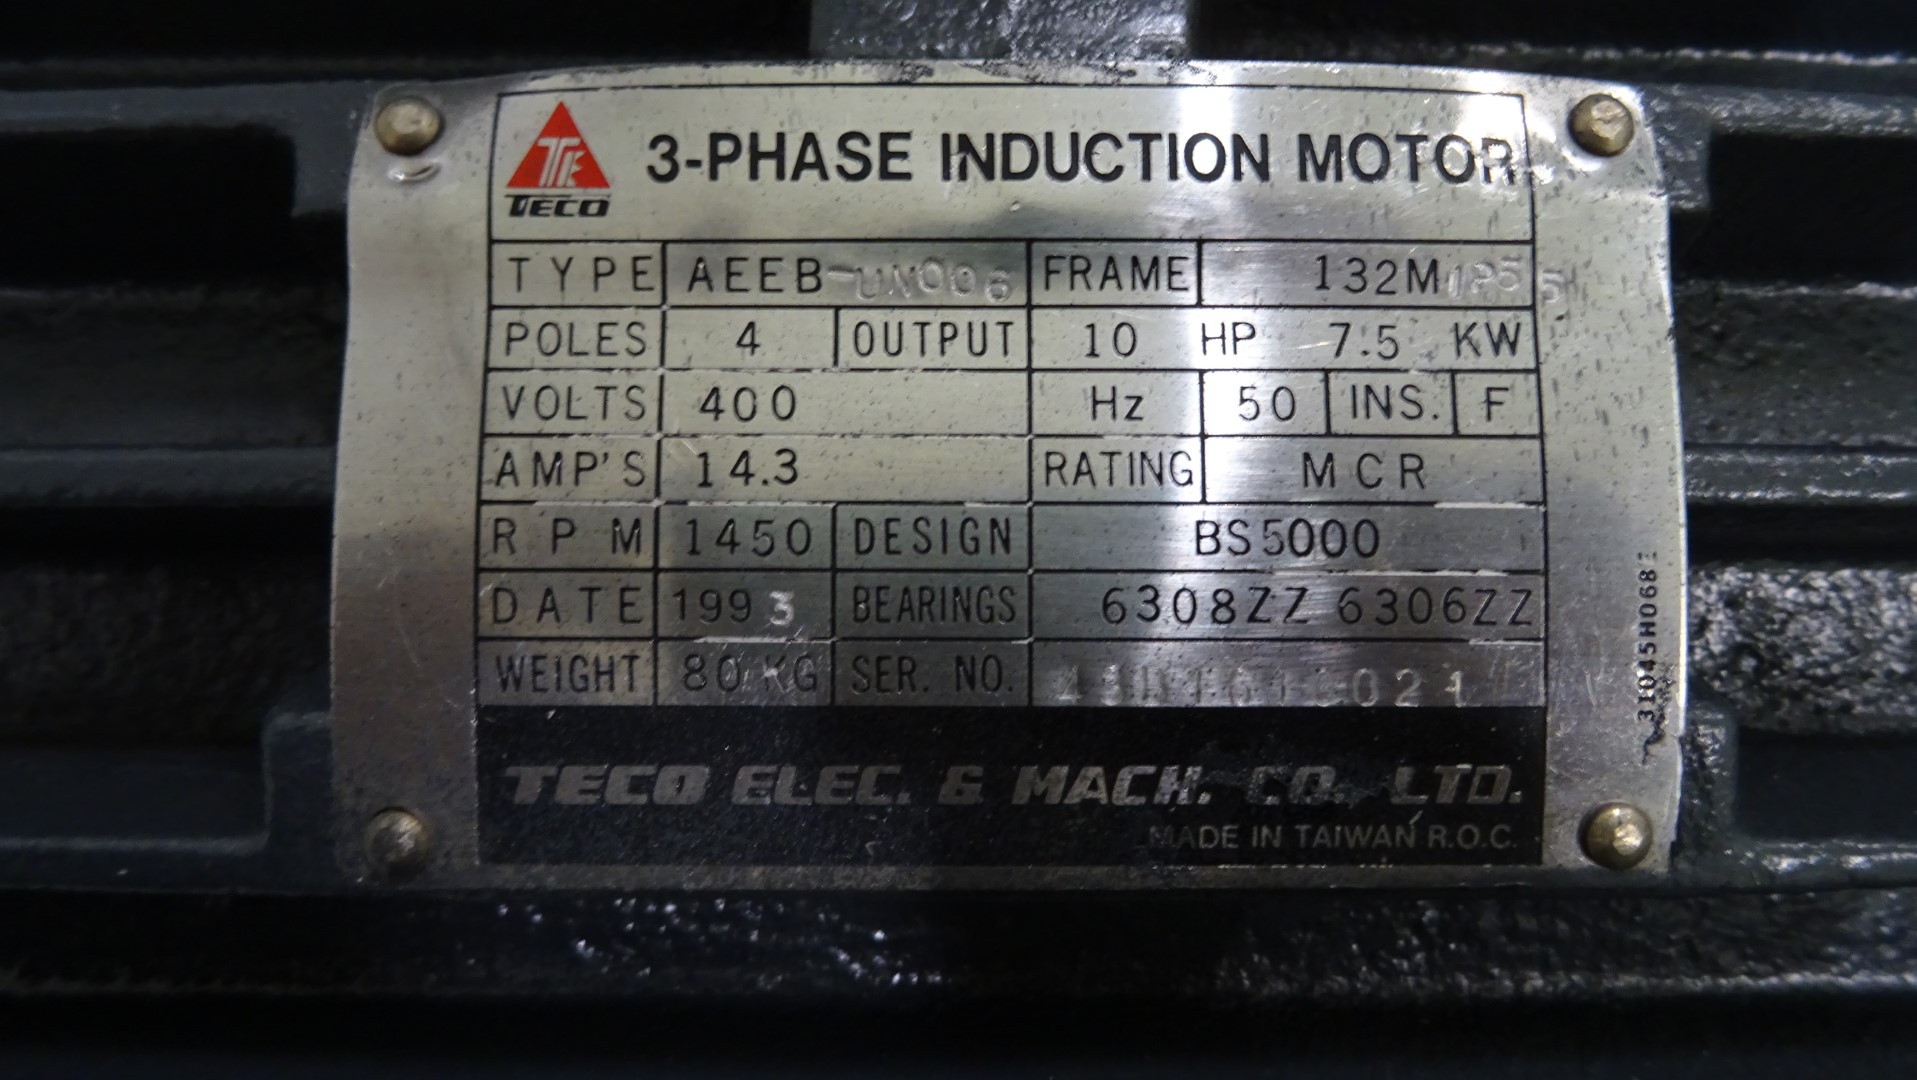 TECO
3-PHASE INDUCTION MOTOR
TYPE AEEB-UN006 FRAME 132M IP55
POLES 4 OUTPUT 10 HP 7.5 KW
VOLTS 400 Hz 50 INS. F
AMP'S 14.3 RATING MCR
RPM 1450 DESIGN BS5000
DATE 1993 BEARINGS 6308ZZ 6306ZZ
WEIGHT 80 KG SER. NO.
TECO ELEC. & MACH. CO. LTD.
MADE IN TAIWAN R.O.C.